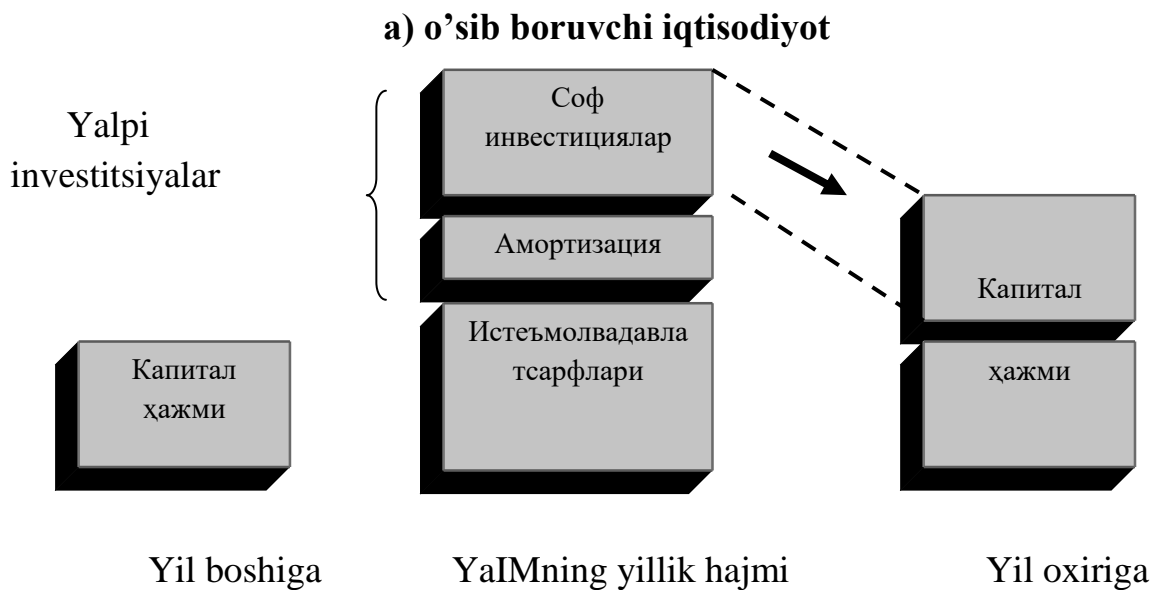 a) o’sib boruvchi iqtisodiyot
Yalpi
investitsiyalar
Соф
инвестициялар
Амортизация
Истеъмолвадавла
тсарфлари
Капитал
ҳажми
Капитал
ҳажми
Yil boshiga
YaIMning yillik hajmi
Yil oxiriga